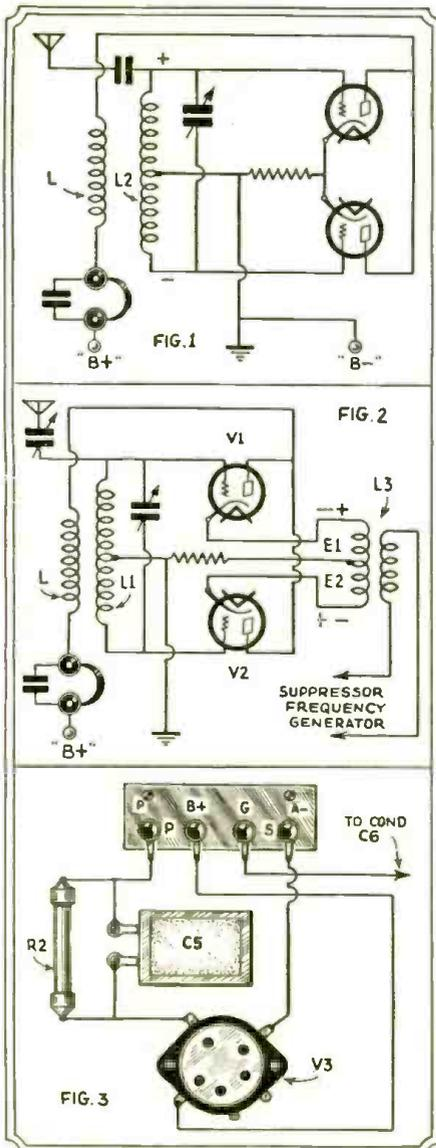 +
L
L2
-
"B+"
FIG.1
"B-"
FIG.2
V1
L3
- +
E1
L
L1
E2
+ -
V2
"B+"
SUPPRESSOR
FREQUENCY
GENERATOR
P B+ G A-
P S
TO COND
C6
R2
C5
V3
FIG.3